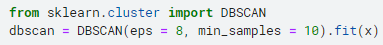 from sklearn.cluster import DBSCAN
dbscan = DBSCAN(eps = 8, min_samples = 10).fit(x)